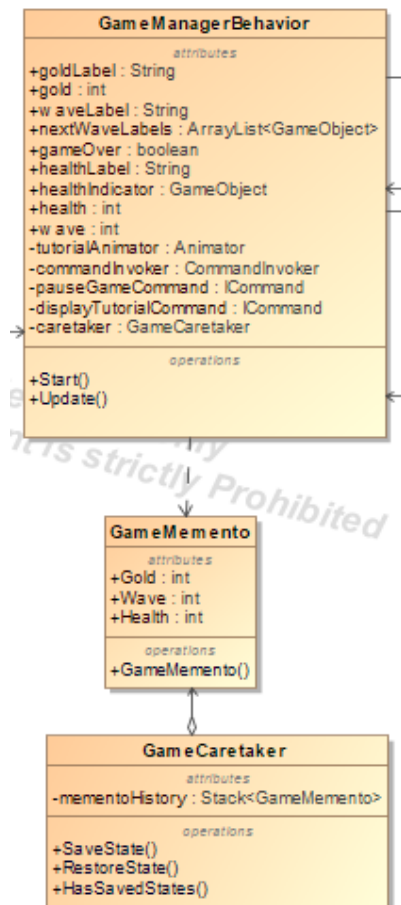 GameManagerBehavior
attributes
+goldLabel : String
+gold : int
+waveLabel : String
+nextWaveLabels : ArrayList<GameObject>
+gameOver : boolean
+healthLabel : String
+healthIndicator : GameObject
+health : int
+wave : int
-tutorialAnimator : Animator
-commandInvoker : CommandInvoker
-pauseGameCommand : ICommand
-displayTutorialCommand : ICommand
-caretaker : GameCaretaker
operations
+Start()
+Update()
is strictly Prohibited
GameMemento
attributes
+Gold : int
+Wave : int
+Health : int
operations
+GameMemento()
GameCaretaker
attributes
-mementoHistory : Stack<GameMemento>
operations
+SaveState()
+RestoreState()
+HasSavedStates()